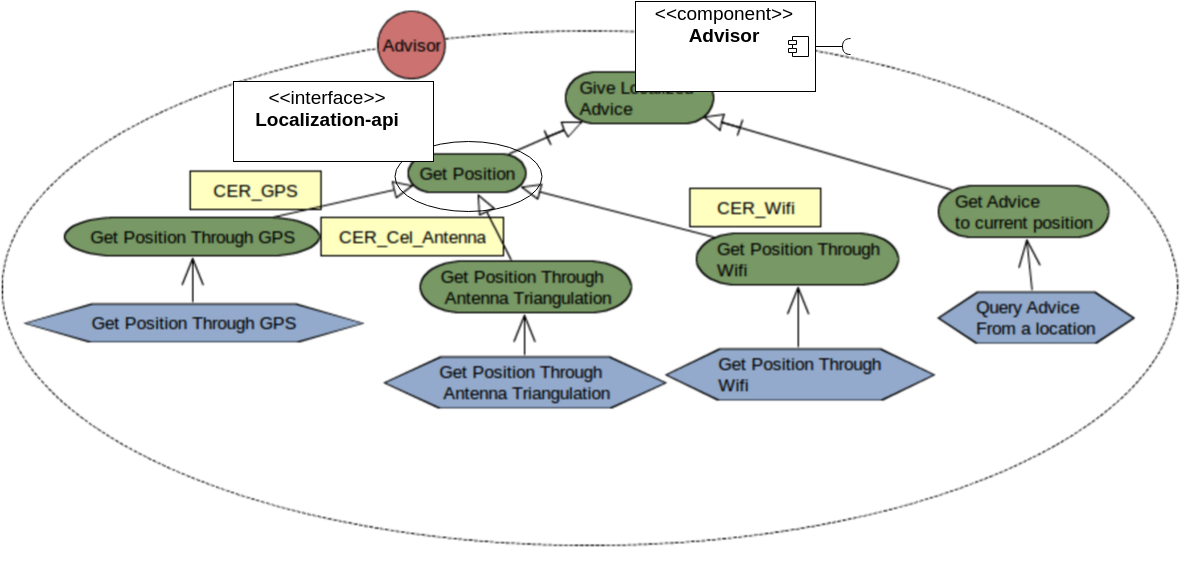 <<component>>
Advisor
Advisor
Give Localized
Advice
<<interface>>
Localization-api
Get Position
CER_GPS
CER_Wifi
Get Advice
to current position
Get Position Through GPS
CER_Cel_Antenna
Get Position Through
Wifi
Get Position Through
Antenna Triangulation
Get Position Through GPS
Query Advice
From a location
Get Position Through
Antenna Triangulation
Get Position Through
Wifi